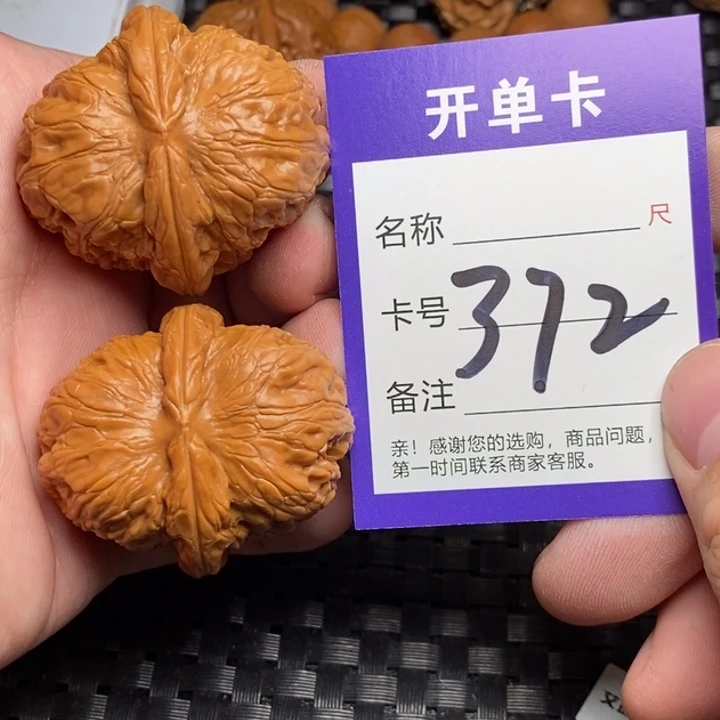 开单卡
名称 尺
卡号 372
备注
亲！感谢您的选购，商品问题，
第一时间联系商家客服。